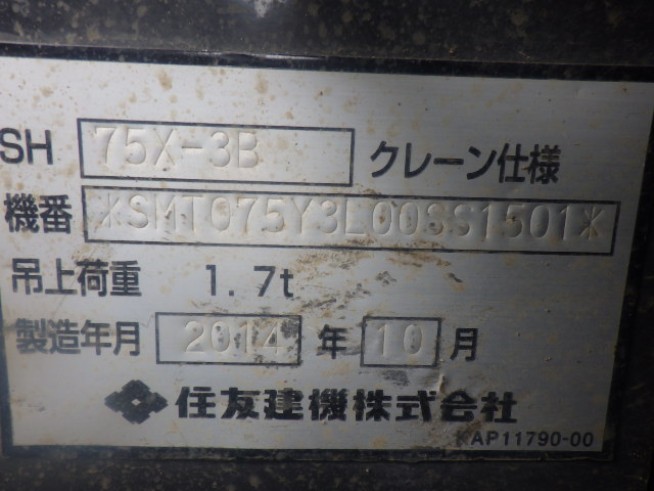 SH 75X-3B クレーン仕様
機番 *SMT075Y3L00SS1501*
吊上荷重 1.7t
製造年月 2014 年 10 月
住友建機株式会社
KAP11790-00